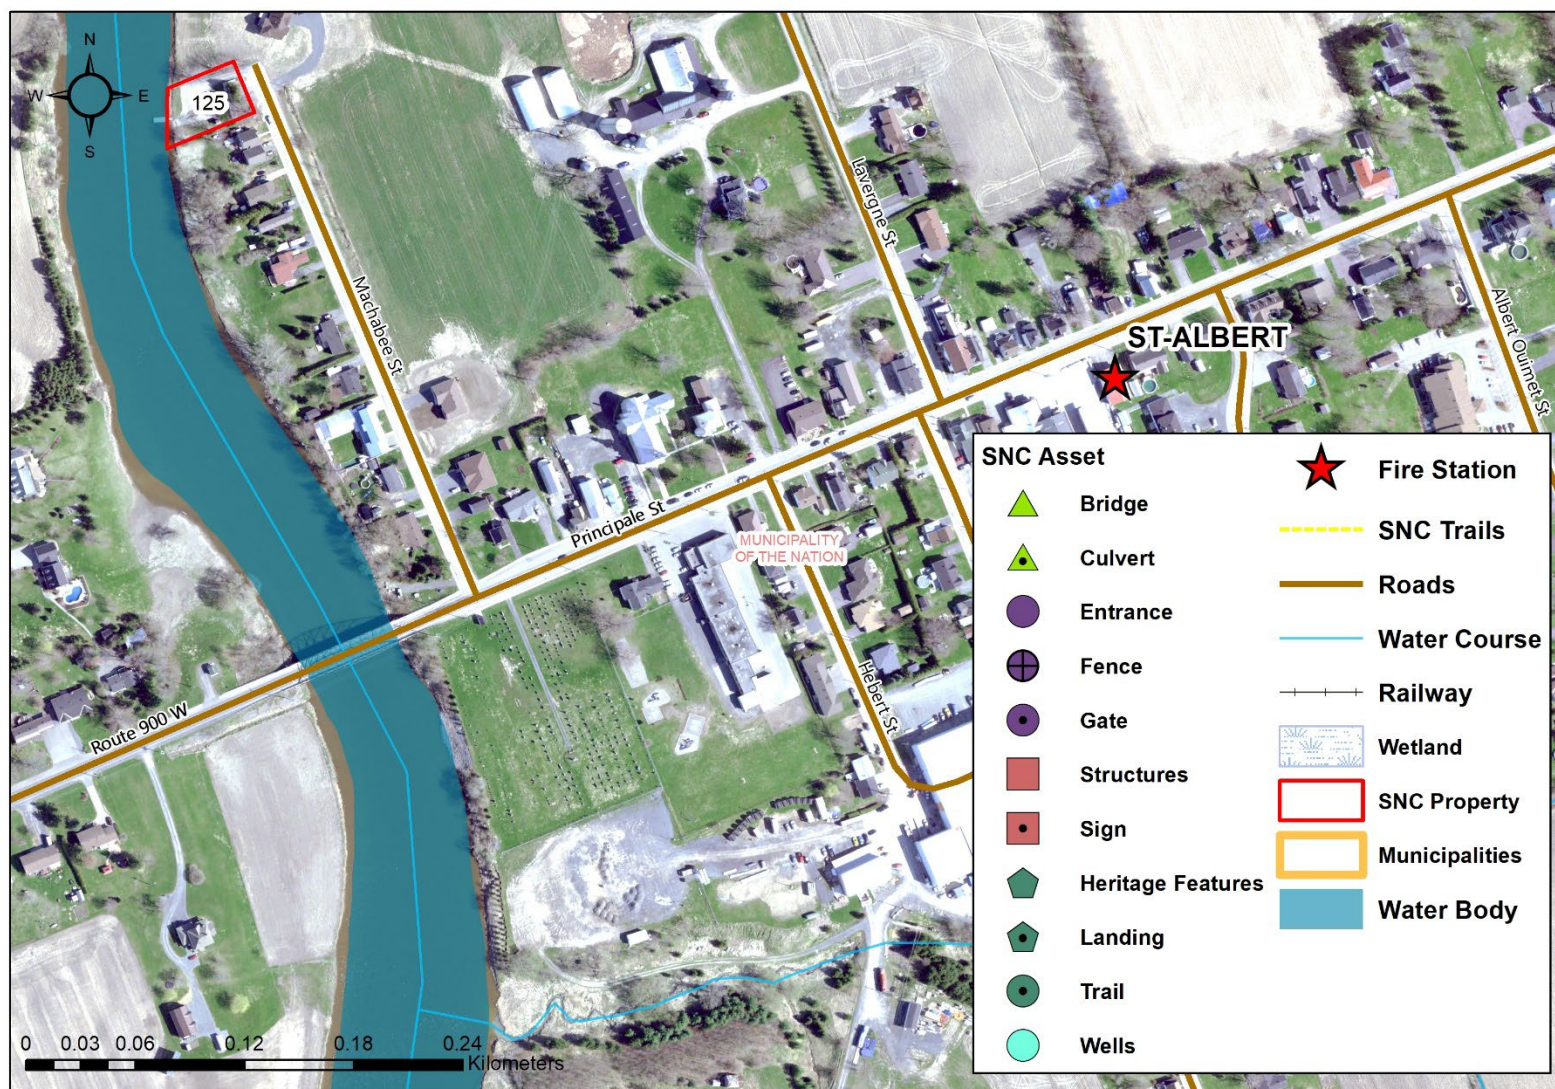 N
W
E
S
125
Machabee St
Lavergne St
ST-ALBERT
Albert Ouimet St
Principale St
MUNICIPALITY
OF THE NATION
Hebert St
Route 900 W
SNC Asset
Bridge
Culvert
Entrance
Fence
Gate
Structures
Sign
Heritage Features
Landing
Trail
Wells
Fire Station
SNC Trails
Roads
Water Course
Railway
Wetland
SNC Property
Municipalities
Water Body
0 0.03 0.06 0.12 0.18 0.24
Kilometers